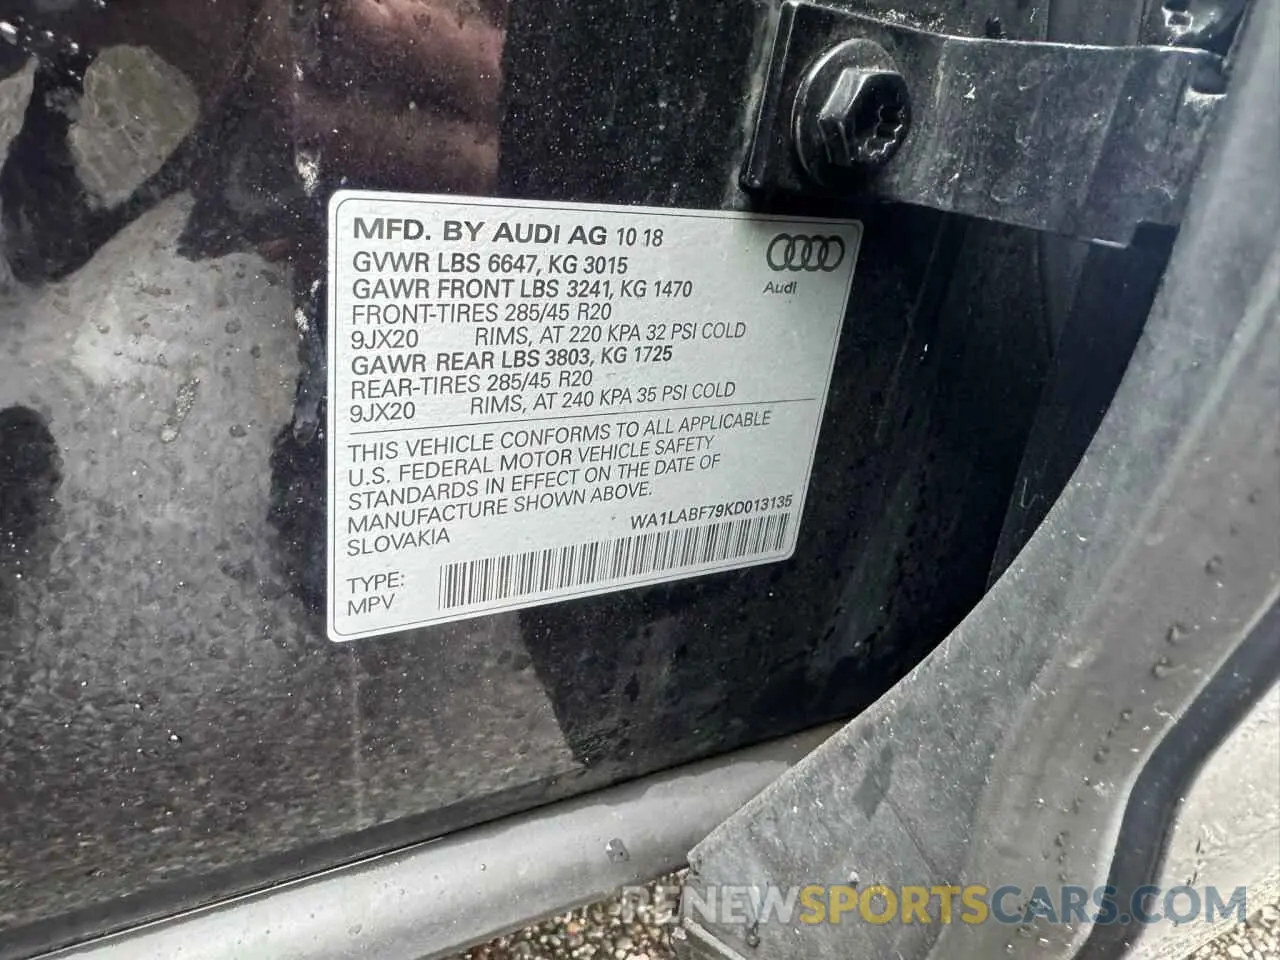 MFD. BY AUDI AG 10 18
GVWR LBS 6647, KG 3015
GAWR FRONT LBS 3241, KG 1470
FRONT-TIRES 285/45 R20
9JX20 RIMS, AT 220 KPA 32 PSI COLD
GAWR REAR LBS 3803, KG 1725
REAR-TIRES 285/45 R20
9JX20 RIMS, AT 240 KPA 35 PSI COLD
Audi
THIS VEHICLE CONFORMS TO ALL APPLICABLE
U.S. FEDERAL MOTOR VEHICLE SAFETY
STANDARDS IN EFFECT ON THE DATE OF
MANUFACTURE SHOWN ABOVE.
SLOVAKIA
WA1LABF79KD013135
TYPE:
MPV
RENEWSPORTSCARS.COM